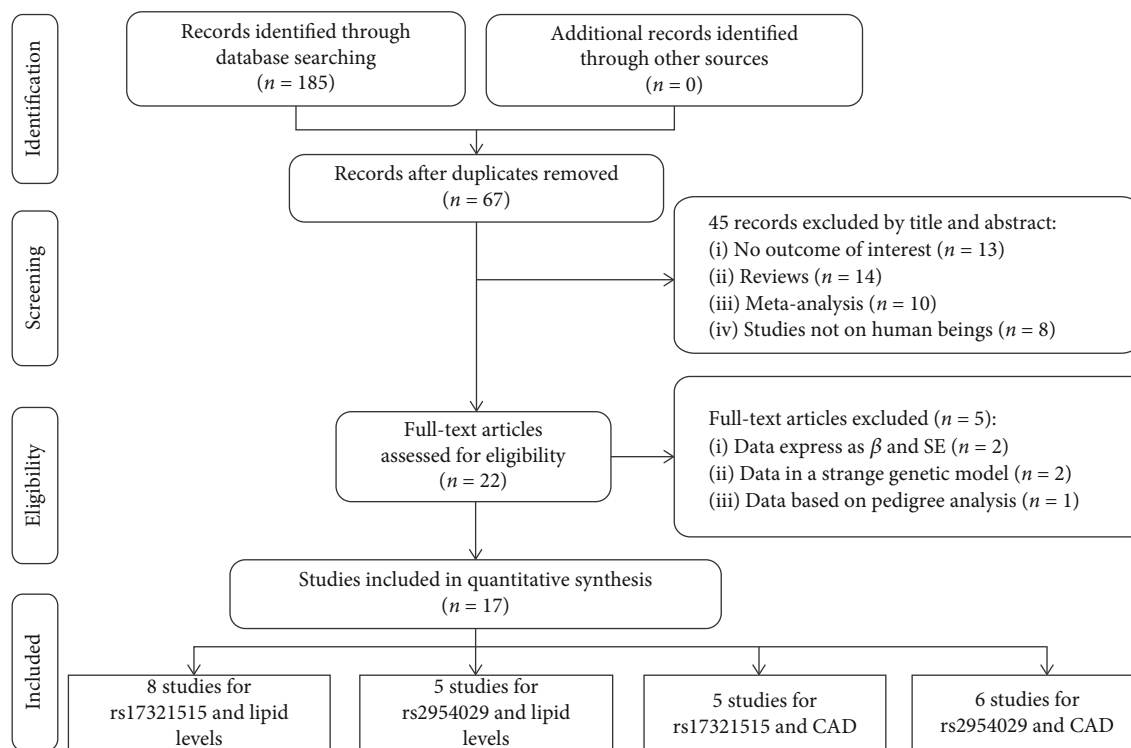 Identification
Records identified through
database searching
(n = 185)
Additional records identified
through other sources
(n = 0)
Records after duplicates removed
(n = 67)
Screening
45 records excluded by title and abstract:
(i) No outcome of interest (n = 13)
(ii) Reviews (n = 14)
(iii) Meta-analysis (n = 10)
(iv) Studies not on human beings (n = 8)
Eligibility
Full-text articles
assessed for eligibility
(n = 22)
Full-text articles excluded (n = 5):
(i) Data express as β and SE (n = 2)
(ii) Data in a strange genetic model (n = 2)
(iii) Data based on pedigree analysis (n = 1)
Studies included in quantitative synthesis
(n = 17)
Included
8 studies for
rs17321515 and lipid
levels
5 studies for
rs2954029 and lipid
levels
5 studies for
rs17321515 and CAD
6 studies for
rs2954029 and CAD